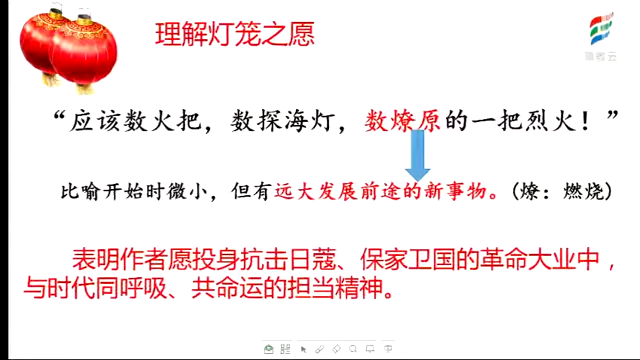 理解灯笼之愿
“应该数火把，数探海灯，数燎原的一把烈火！”
比喻开始时微小，但有远大发展前途的新事物。(燎：燃烧)
表明作者愿投身抗击日蔻、保家卫国的革命大业中，
与时代同呼吸、共命运的担当精神。